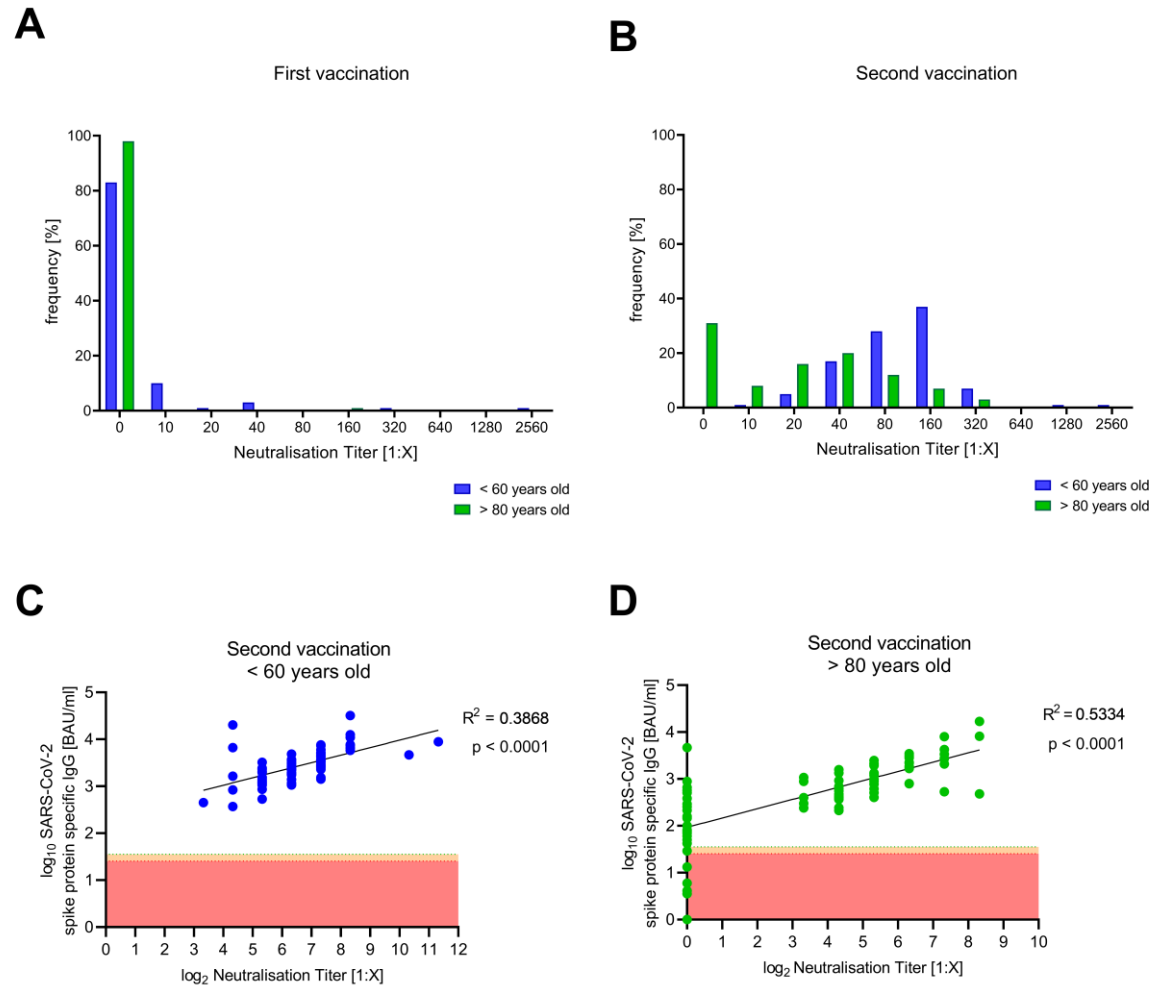 A
First vaccination
frequency [%]
100
80
60
40
20
0
0 10 20 40 80 160 320 640 1280 2560
Neutralisation Titer [1:X]
< 60 years old
> 80 years old
B
Second vaccination
frequency [%]
100
80
60
40
20
0
0 10 20 40 80 160 320 640 1280 2560
Neutralisation Titer [1:X]
< 60 years old
> 80 years old
C
Second vaccination
< 60 years old
log₁₀ SARS-CoV-2
spike protein specific IgG [BAU/ml]
5
4
3
2
1
0
R² = 0.3868
p < 0.0001
0 1 2 3 4 5 6 7 8 9 10 11 12
log₂ Neutralisation Titer [1:X]
D
Second vaccination
> 80 years old
log₁₀ SARS-CoV-2
spike protein specific IgG [BAU/ml]
5
4
3
2
1
0
R² = 0.5334
p < 0.0001
0 1 2 3 4 5 6 7 8 9 10
log₂ Neutralisation Titer [1:X]